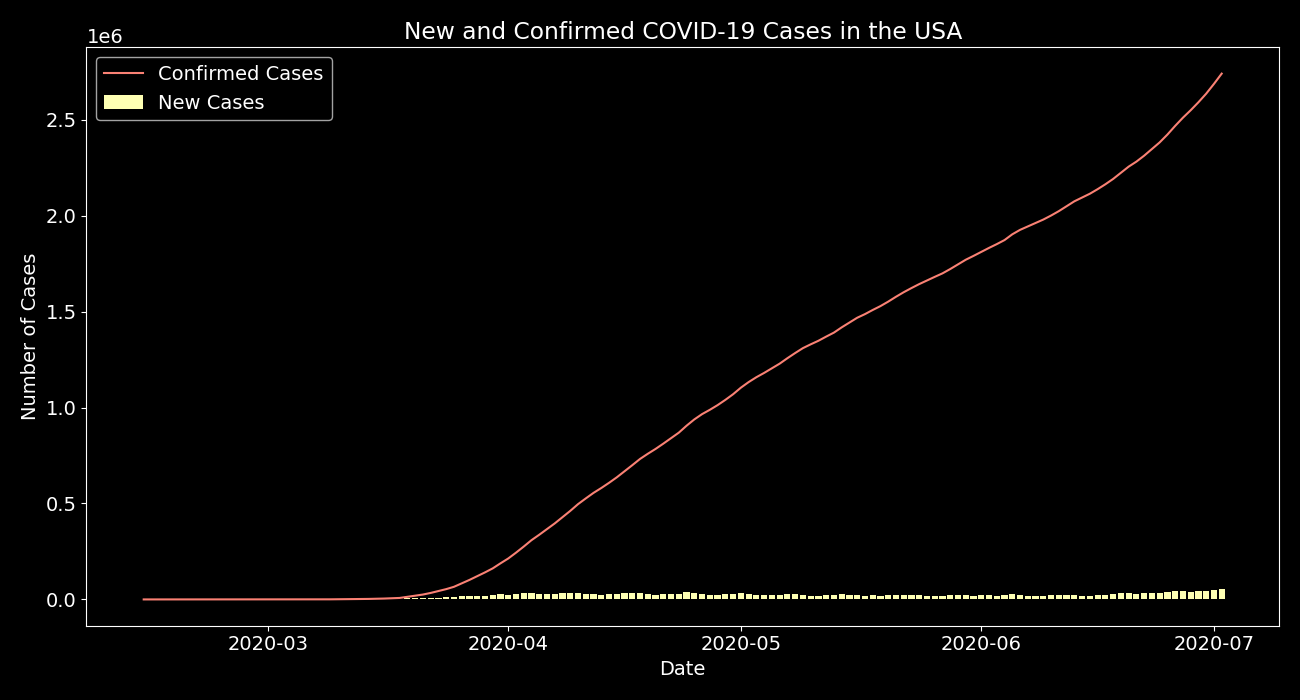 New and Confirmed COVID-19 Cases in the USA
1e6
Confirmed Cases
New Cases
2.5
2.0
1.5
1.0
0.5
0.0
Number of Cases
2020-03 2020-04 2020-05 2020-06 2020-07
Date